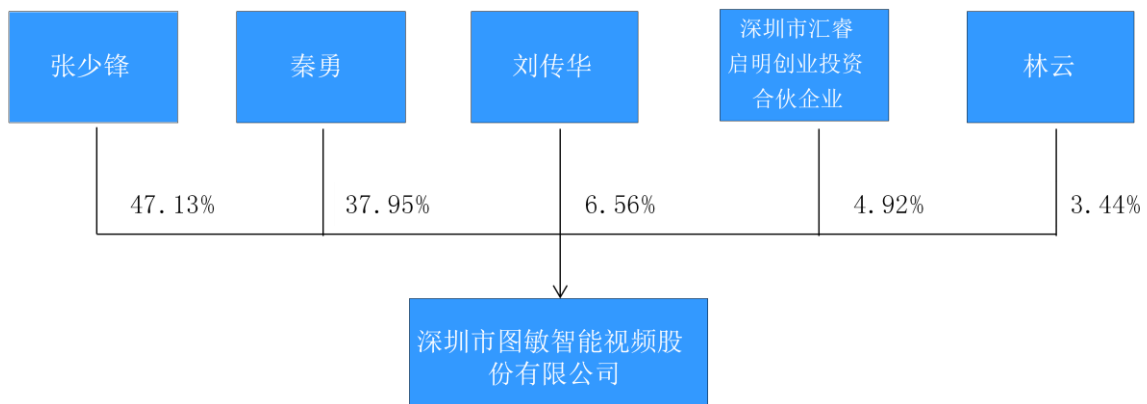 张少锋
秦勇
刘传华
深圳市汇睿
启明创业投资
合伙企业
林云
47.13%
37.95%
6.56%
4.92%
3.44%
深圳市图敏智能视频股
份有限公司